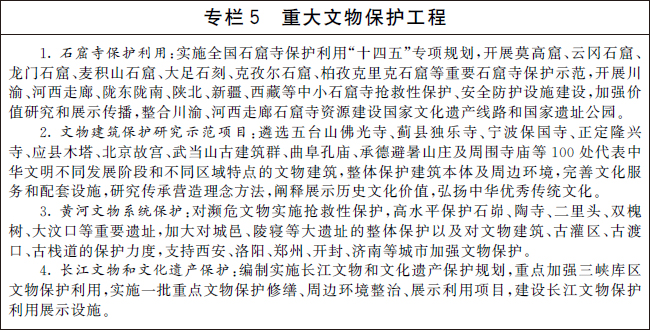 专栏5 重大文物保护工程
1. 石窟寺保护利用:实施全国石窟寺保护利用“十四五”专项规划,开展莫高窟、云冈石窟、
龙门石窟、麦积山石窟、大足石刻、克孜尔石窟、柏孜克里克石窟等重要石窟寺保护示范,开展川
渝、河西走廊、陇东陇南、陕北、新疆、西藏等中小石窟寺抢救性保护、安全防护设施建设,加强价
值研究和展示传播,整合川渝、河西走廊石窟寺资源建设国家文化遗产线路和国家遗址公园。
2. 文物建筑保护研究示范项目:遴选五台山佛光寺、蓟县独乐寺、宁波保国寺、正定隆兴
寺、应县木塔、北京故宫、武当山古建筑群、曲阜孔庙、承德避暑山庄及周围寺庙等100处代表中
华文明不同发展阶段和不同区域特点的文物建筑,整体保护建筑本体及周边环境,完善文化服
务和配套设施,研究传承营造理念方法,阐释展示历史文化价值,弘扬中华优秀传统文化。
3. 黄河文物系统保护:对濒危文物实施抢救性保护,高水平保护石峁、陶寺、二里头、双槐
树、大汶口等重要遗址,加大对城邑、陵寝等大遗址的整体保护以及对文物建筑、古灌区、古渡
口、古栈道的保护力度,支持西安、洛阳、郑州、开封、济南等城市加强文物保护。
4. 长江文物和文化遗产保护:编制实施长江文物和文化遗产保护规划,重点加强三峡库区
文物保护利用,实施一批重点文物保护修缮、周边环境整治、展示利用项目,建设长江文物保护
利用展示设施。